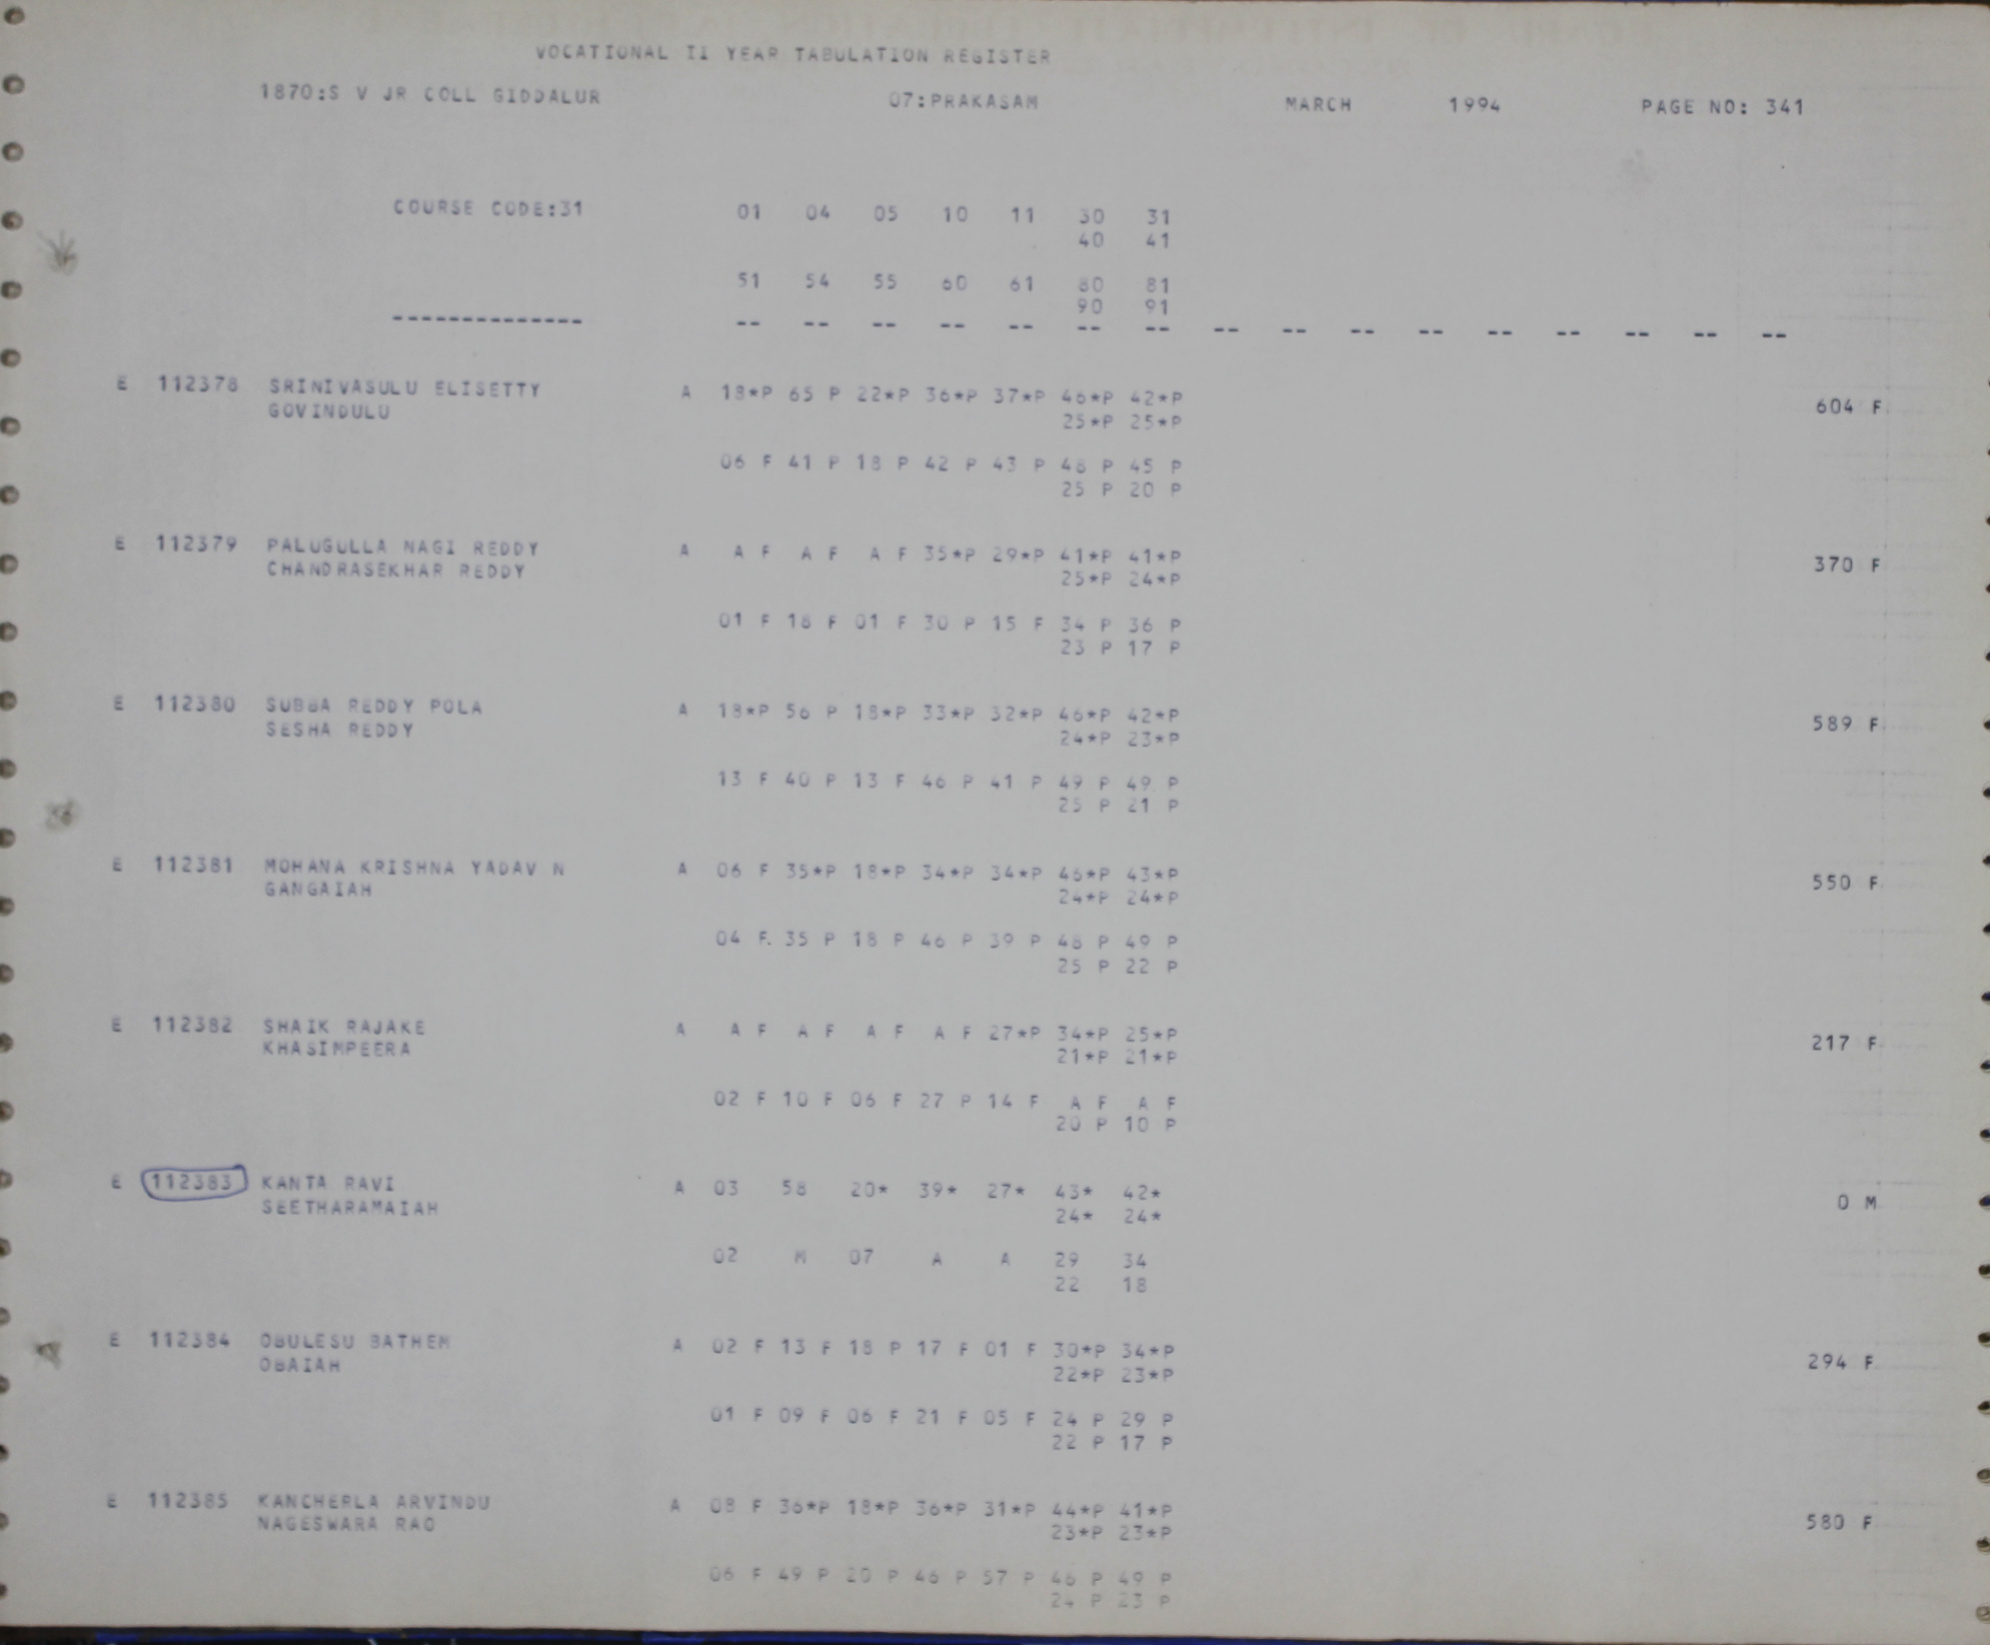 VOCATIONAL II YEAR TABULATION REGISTER
1870:S V JR COLL GIDDALUR 07:PRAKASAM MARCH 1994 PAGE NO: 341
COURSE CODE:31 01 04 05 10 11 30 31
40 41
51 54 55 60 61 80 81
90 91
-------------- -- -- -- -- -- -- -- -- -- -- -- -- -- -- -- --
E 112378 SRINIVASULU ELISETTY A 18*P 65 P 22*P 36*P 37*P 46*P 42*P 604 F
GOVINDULU 25*P 25*P
06 F 41 P 18 P 42 P 43 P 48 P 45 P
25 P 20 P
E 112379 PALUGULLA NAGI REDDY A A F A F A F 35*P 29*P 41*P 41*P 370 F
CHANDRASEKHAR REDDY 25*P 24*P
01 F 18 F 01 F 30 P 15 F 34 P 36 P
23 P 17 P
E 112380 SUBBA REDDY POLA A 18*P 56 P 18*P 33*P 32*P 46*P 42*P 589 F
SESHA REDDY 24*P 23*P
13 F 40 P 13 F 46 P 41 P 49 P 49 P
25 P 21 P
E 112381 MOHANA KRISHNA YADAV N A 06 F 35*P 18*P 34*P 34*P 46*P 43*P 550 F
GANGAIAH 24*P 24*P
04 F 35 P 18 P 46 P 39 P 48 P 49 P
25 P 22 P
E 112382 SHAIK RAJAKE A A F A F A F A F 27*P 34*P 25*P 217 F
KHASIMPEERA 21*P 21*P
02 F 10 F 06 F 27 P 14 F A F A F
20 P 10 P
E 112383 KANTA RAVI A 03 58 20* 39* 27* 43* 42* 0 M
SEETHARAMAIAH 24* 24*
02 M 07 A A 29 34
22 18
E 112384 OBULESU BATHEM A 02 F 13 F 18 P 17 F 01 F 30*P 34*P 294 F
OBAIAH 22*P 23*P
01 F 09 F 06 F 21 F 05 F 24 P 29 P
22 P 17 P
E 112385 KANCHERLA ARVINDU A 08 F 36*P 18*P 36*P 31*P 44*P 41*P 580 F
NAGESWARA RAO 23*P 23*P
06 F 49 P 20 P 46 P 57 P 46 P 49 P
24 P 23 P